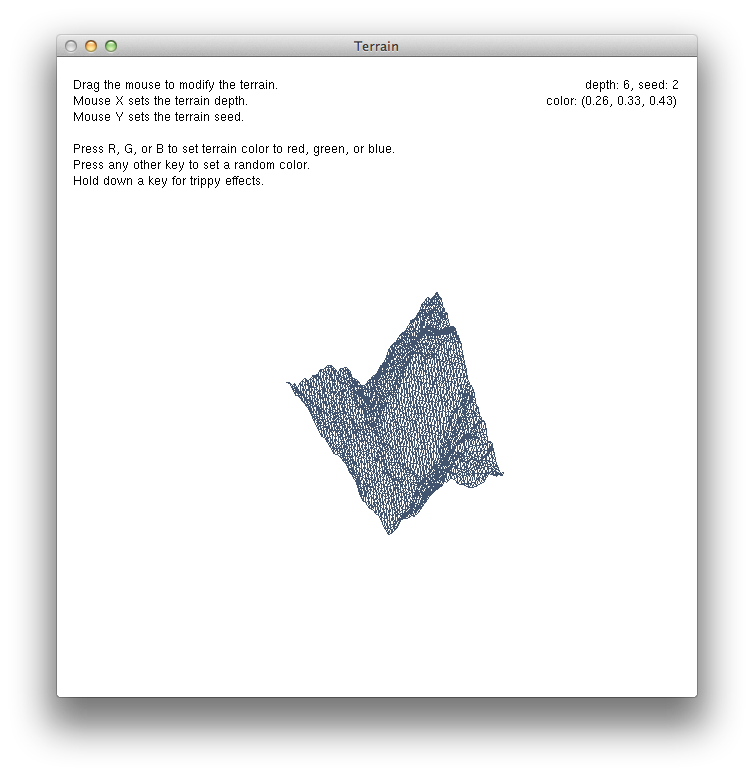 Terrain
Drag the mouse to modify the terrain.
Mouse X sets the terrain depth.
Mouse Y sets the terrain seed.
depth: 6, seed: 2
color: (0.26, 0.33, 0.43)
Press R, G, or B to set terrain color to red, green, or blue.
Press any other key to set a random color.
Hold down a key for trippy effects.